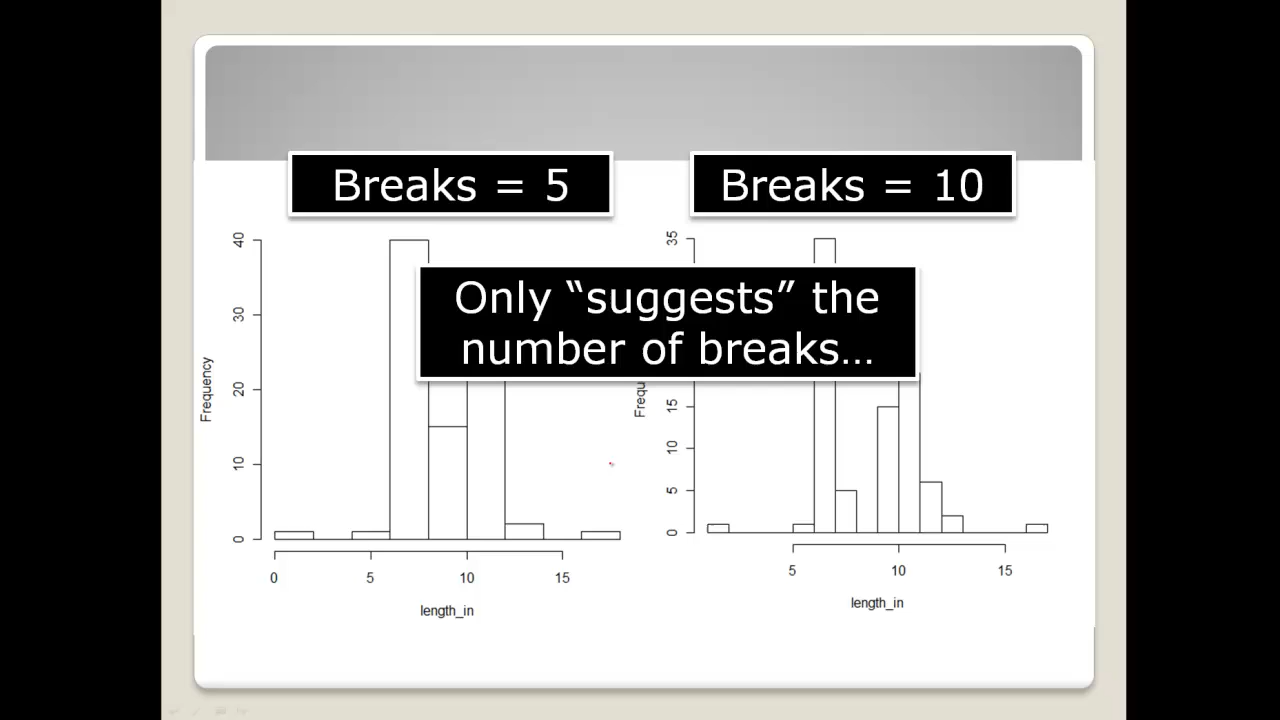 Breaks = 5
Breaks = 10
Only “suggests” the
number of breaks...
40
30
20
10
0
Frequency
0 5 10 15
length_in
35
15
10
5
0
5 10 15
length_in